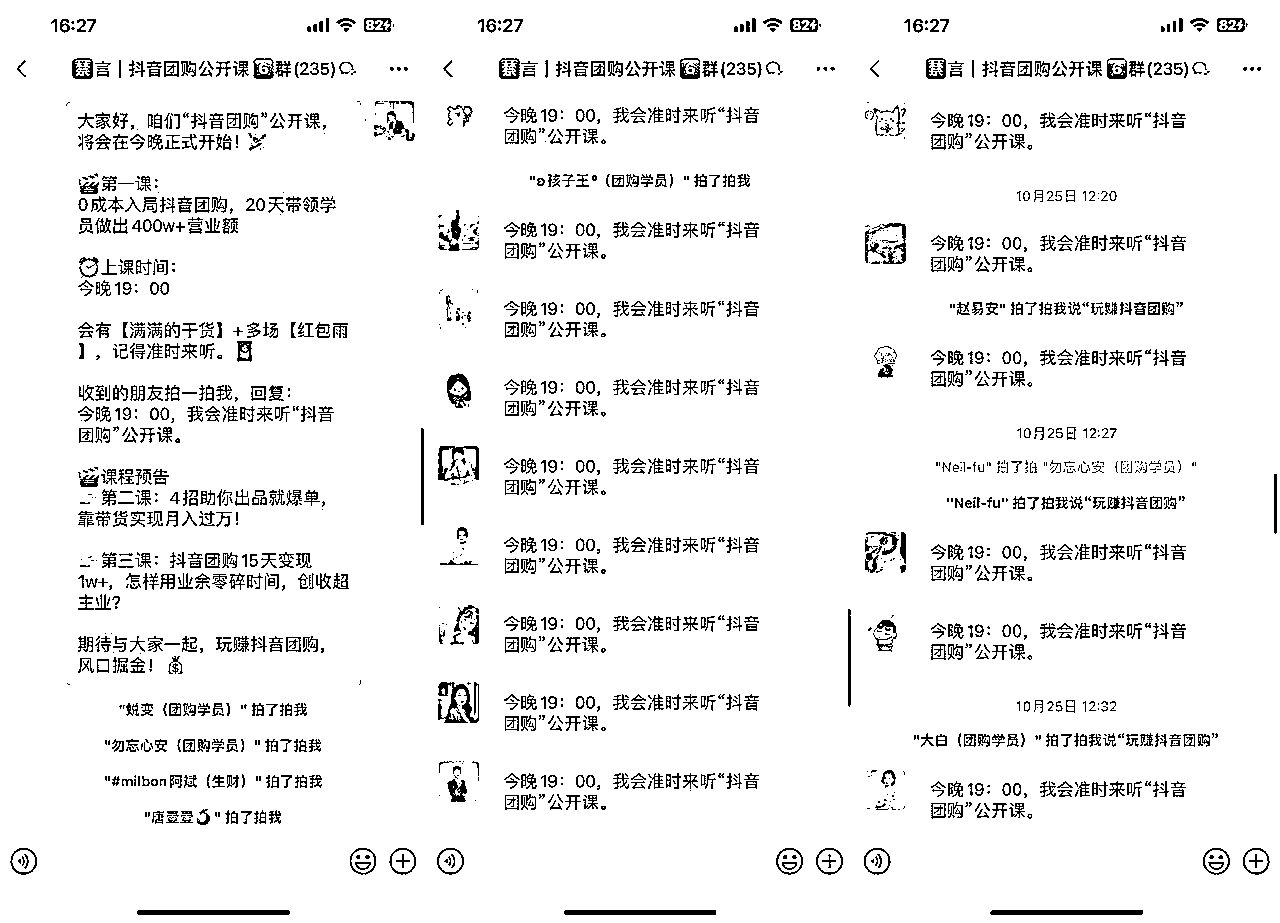 16:27
82
禁言丨抖音团购公开课6群(235)
大家好，咱们“抖音团购”公开课，
将会在今晚正式开始！
第一课：
0成本入局抖音团购，20天带领学
员做出400w+营业额
上课时间：
今晚19：00
会有【满满的干货】+多场【红包雨
】，记得准时来听。
收到的朋友拍一拍我，回复：
今晚19：00，我会准时来听“抖音
团购”公开课。
课程预告
第二课：4招助你出品就爆单，
靠带货实现月入过万！
第三课：抖音团购15天变现
1w+，怎样用业余零碎时间，创收超
主业？
期待与大家一起，玩赚抖音团购，
风口掘金！
"蜕变（团购学员）" 拍了拍我
"勿忘心安（团购学员）" 拍了拍我
"#milbon阿斌（生财）" 拍了拍我
"唐壹壹" 拍了拍我
16:27
82
禁言丨抖音团购公开课6群(235)
今晚19：00，我会准时来听“抖音
团购”公开课。
"ʚ孩子王⁰（团购学员）" 拍了拍我
今晚19：00，我会准时来听“抖音
团购”公开课。
今晚19：00，我会准时来听“抖音
团购”公开课。
今晚19：00，我会准时来听“抖音
团购”公开课。
今晚19：00，我会准时来听“抖音
团购”公开课。
今晚19：00，我会准时来听“抖音
团购”公开课。
今晚19：00，我会准时来听“抖音
团购”公开课。
今晚19：00，我会准时来听“抖音
团购”公开课。
今晚19：00，我会准时来听“抖音
团购”公开课。
16:27
82
禁言丨抖音团购公开课6群(235)
今晚19：00，我会准时来听“抖音
团购”公开课。
10月25日 12:20
今晚19：00，我会准时来听“抖音
团购”公开课。
"赵易安" 拍了拍我说“玩赚抖音团购”
今晚19：00，我会准时来听“抖音
团购”公开课。
10月25日 12:27
"Neil-fu" 拍了拍 "勿忘心安（团购学员）"
"Neil-fu" 拍了拍我说“玩赚抖音团购”
今晚19：00，我会准时来听“抖音
团购”公开课。
今晚19：00，我会准时来听“抖音
团购”公开课。
10月25日 12:32
"大白（团购学员）" 拍了拍我说“玩赚抖音团购”
今晚19：00，我会准时来听“抖音
团购”公开课。